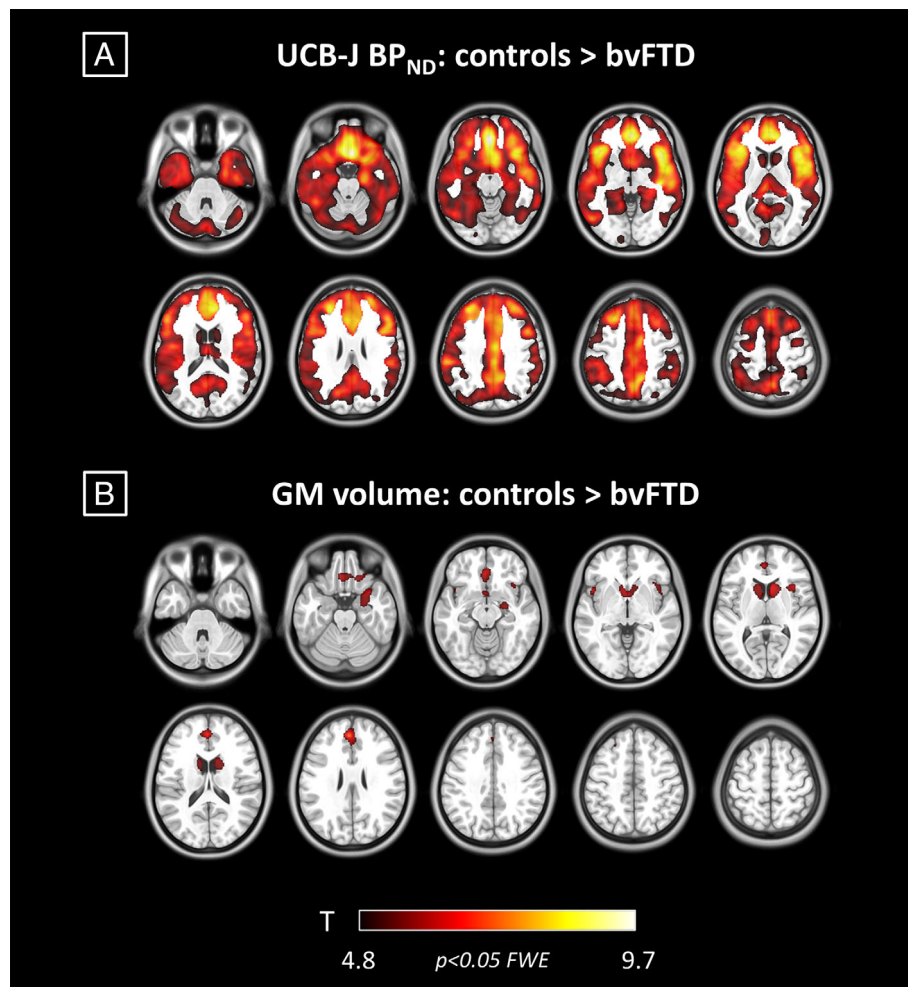 A
UCB-J BPND: controls > bvFTD
B
GM volume: controls > bvFTD
T
4.8 p<0.05 FWE 9.7